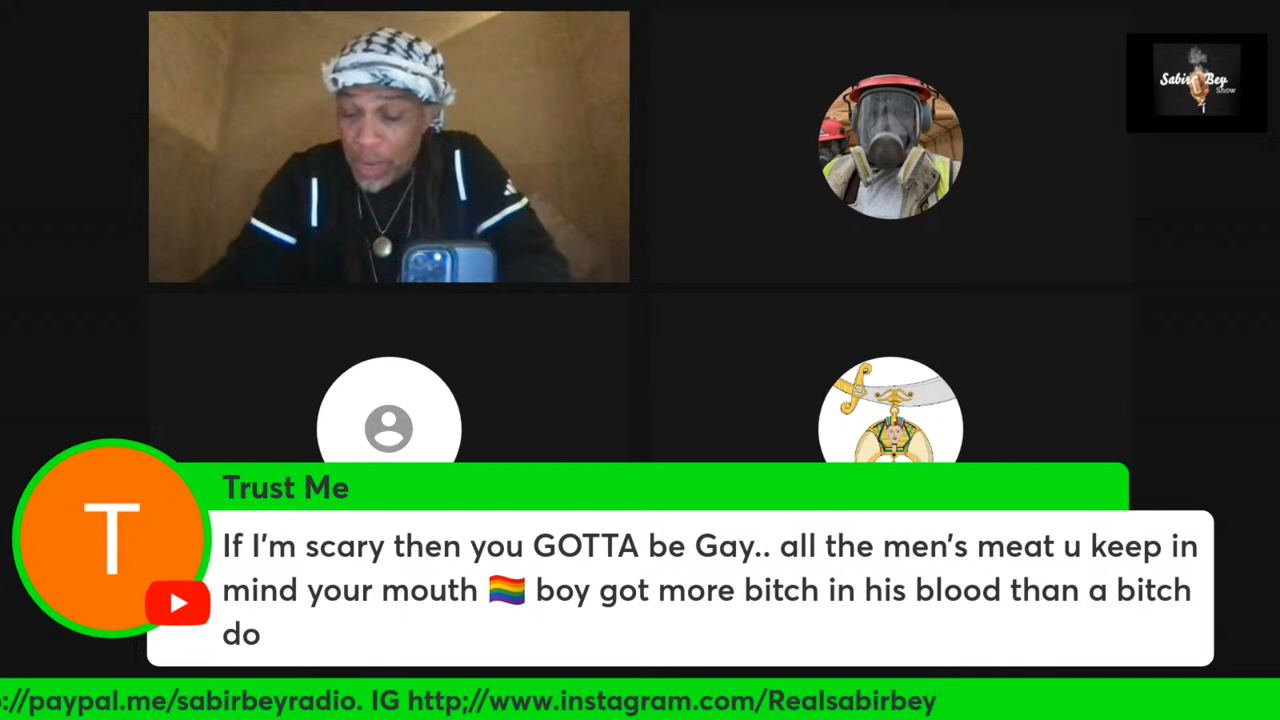 Sabir Bey
Show
T
Trust Me
If I'm scary then you GOTTA be Gay.. all the men's meat u keep in
mind your mouth 🏳️‍🌈 boy got more bitch in his blood than a bitch
do
://paypal.me/sabirbeyradio. IG http;//www.instagram.com/Realsabirbey